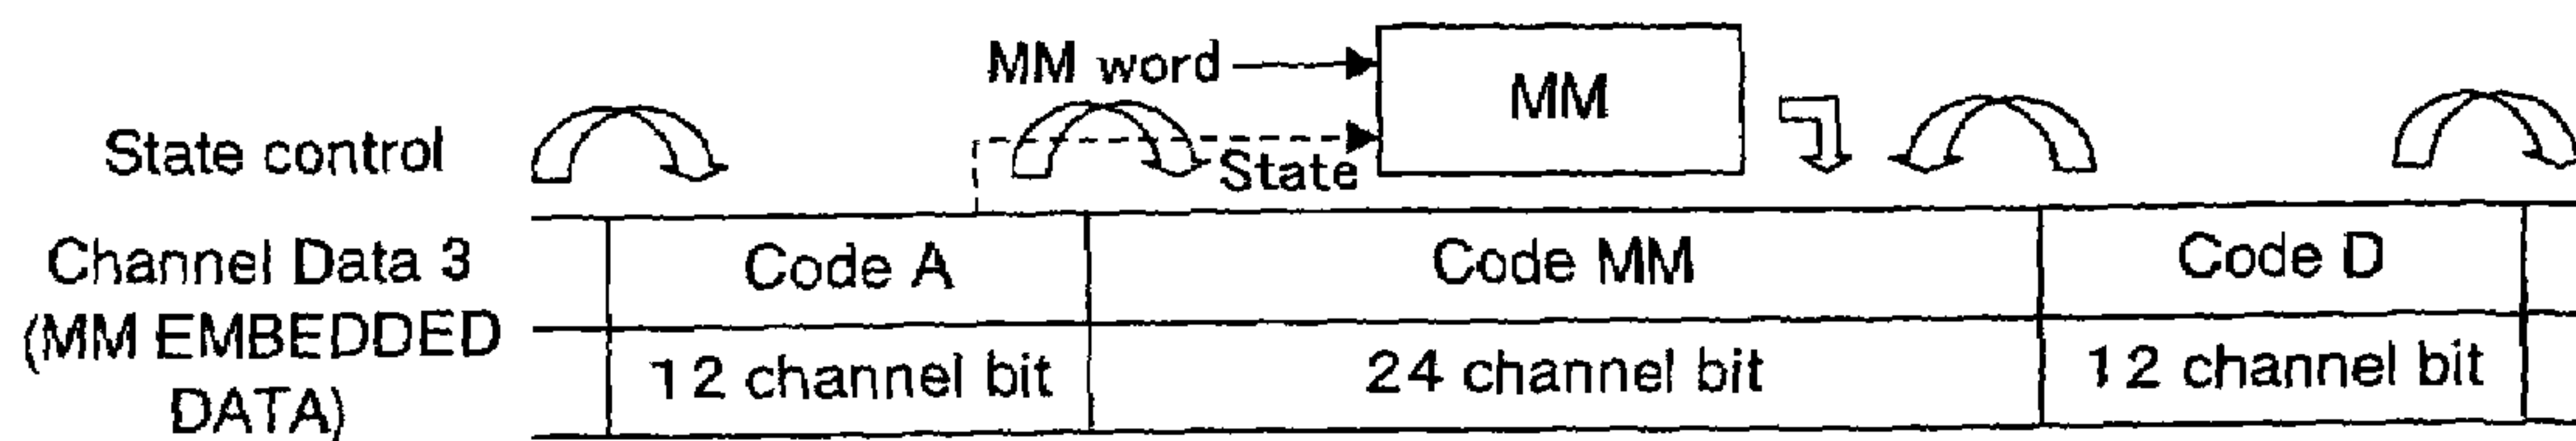 MM word
MM
State control
State
Channel Data 3
(MM EMBEDDED
DATA)
Code A
Code MM
Code D
12 channel bit
24 channel bit
12 channel bit